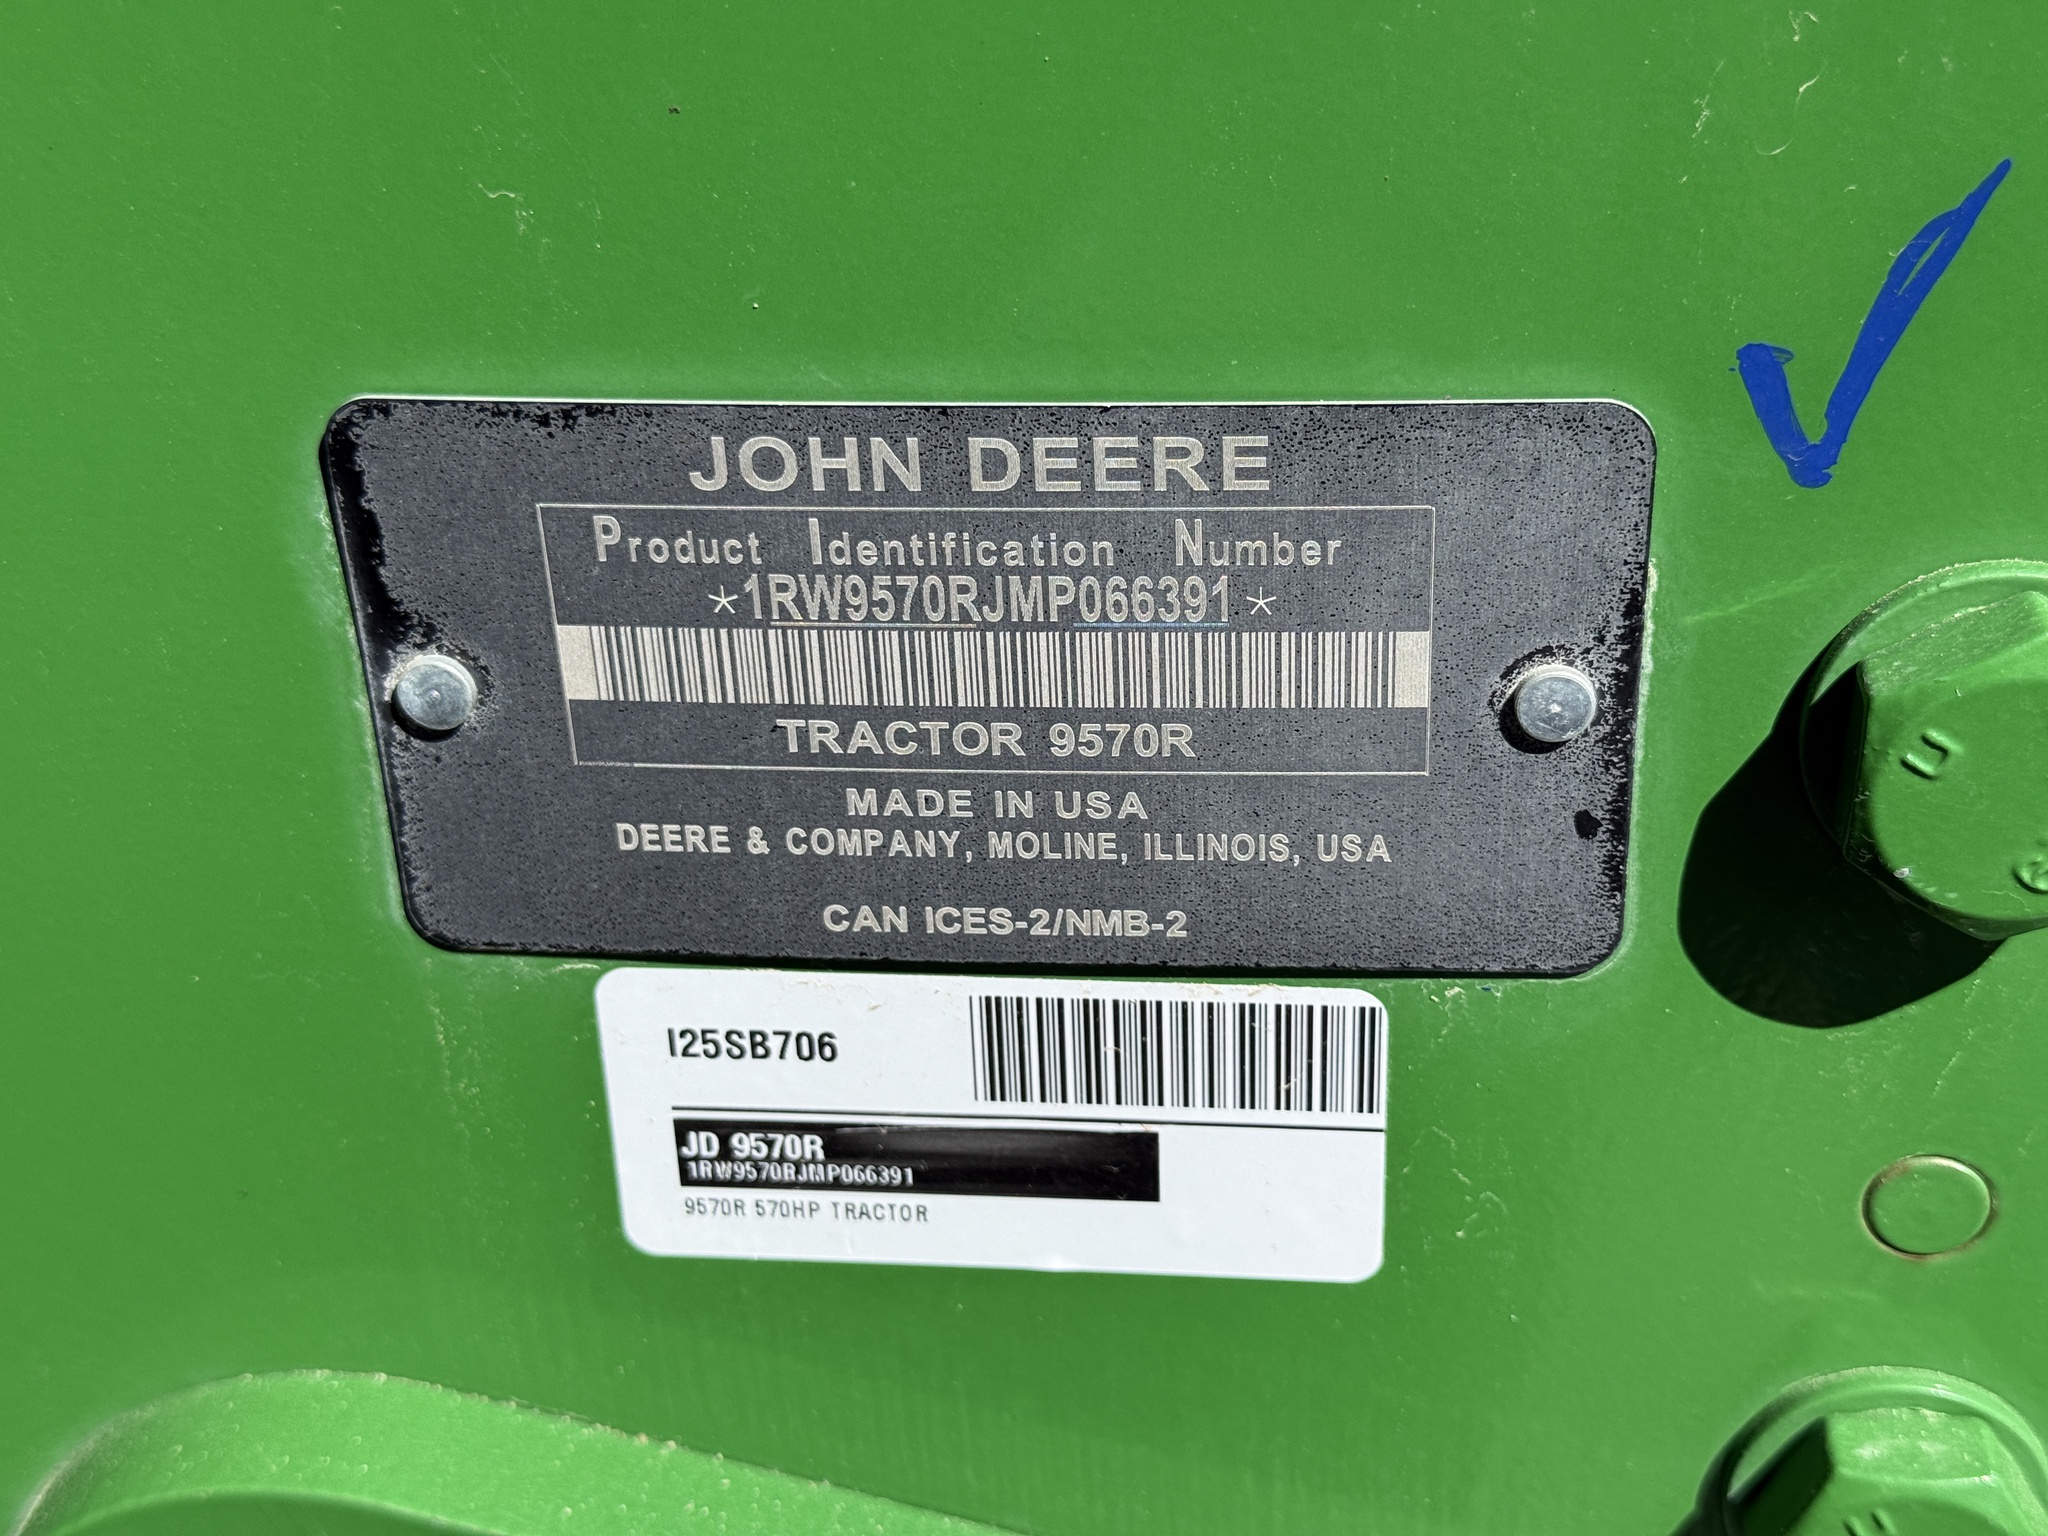 JOHN DEERE
Product Identification Number
*1RW9570RJMP066391*
TRACTOR 9570R
MADE IN USA
DEERE & COMPANY, MOLINE, ILLINOIS, USA
CAN ICES-2/NMB-2
I25SB706
JD 9570R
1RW9570RJMP066391
9570R 570HP TRACTOR